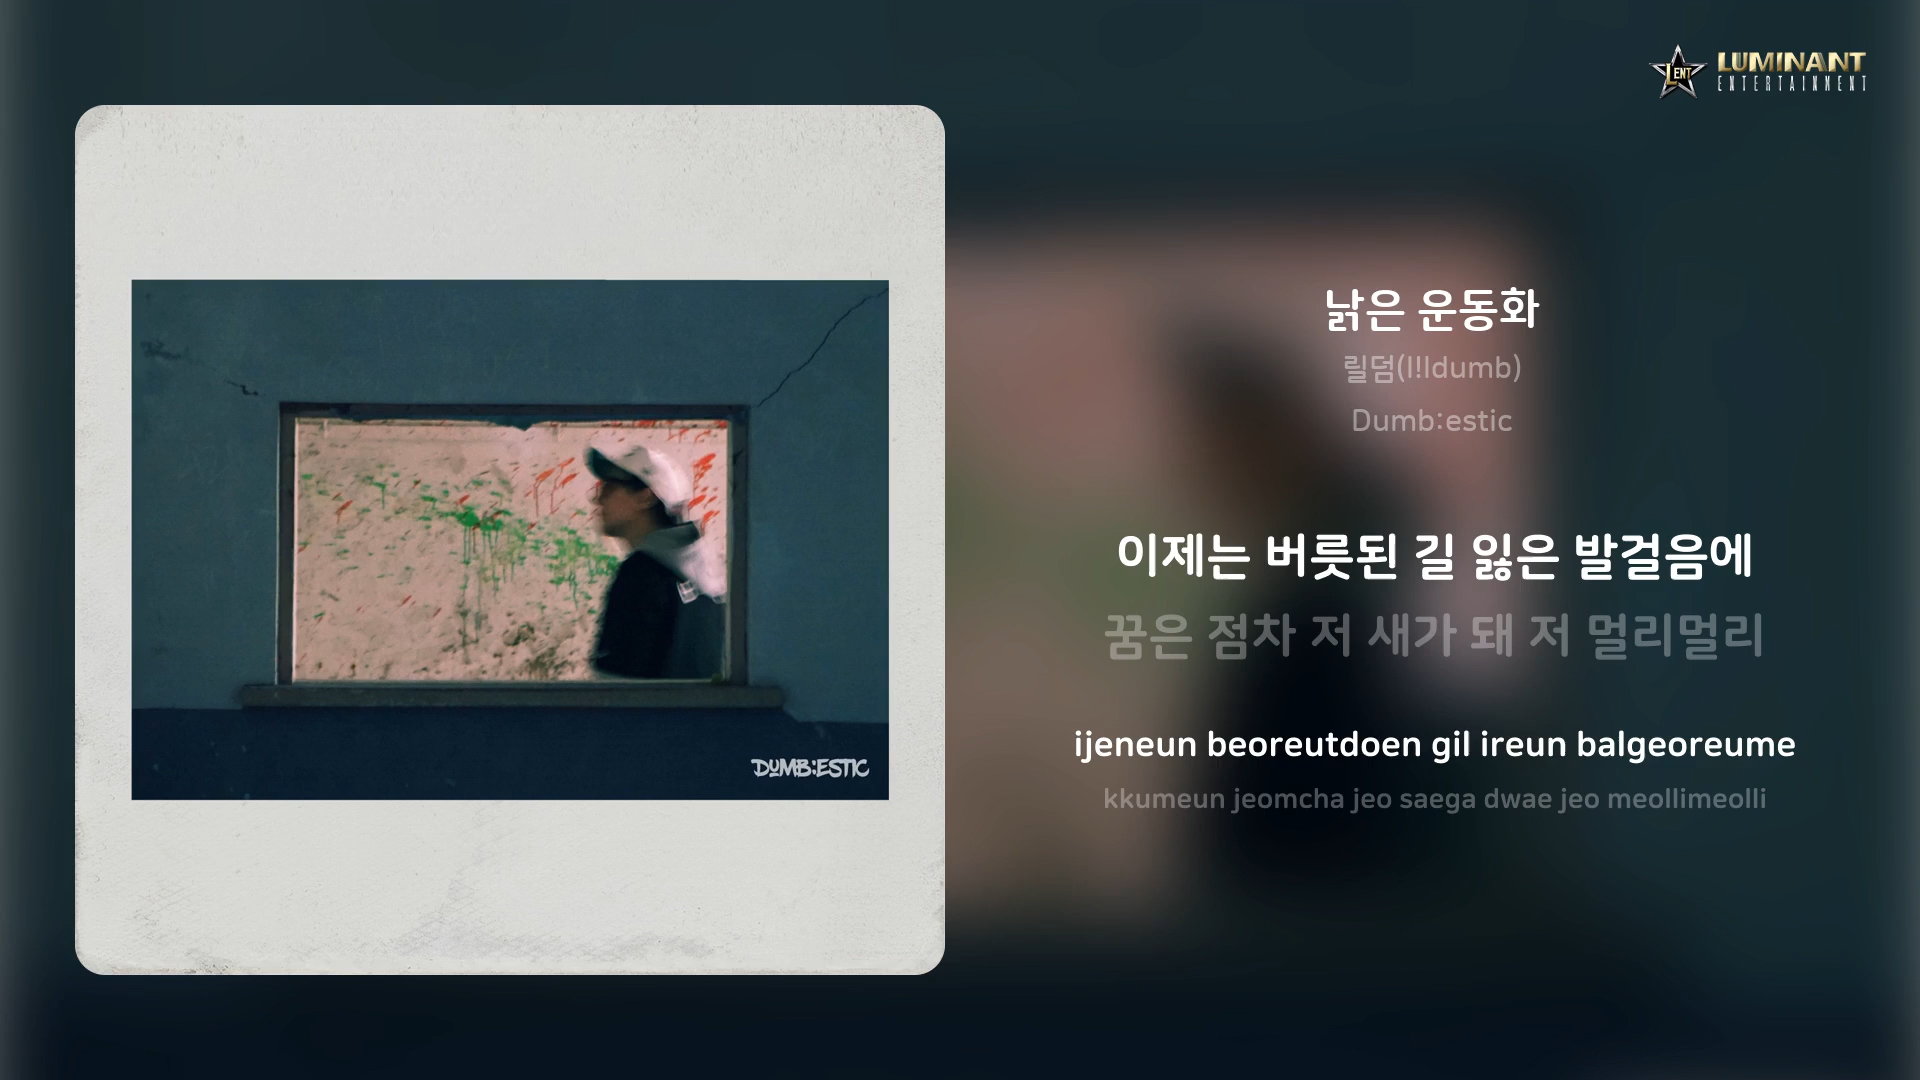 LENT
LUMINANT
ENTERTAINMENT
DUMB:ESTIC
낡은 운동화
릴덤(l!ldumb)
Dumb:estic
이제는 버릇된 길 잃은 발걸음에
꿈은 점차 저 새가 돼 저 멀리멀리
ijeneun beoreutdoen gil ireun balgeoreume
kkumeun jeomcha jeo saega dwae jeo meollimeolli